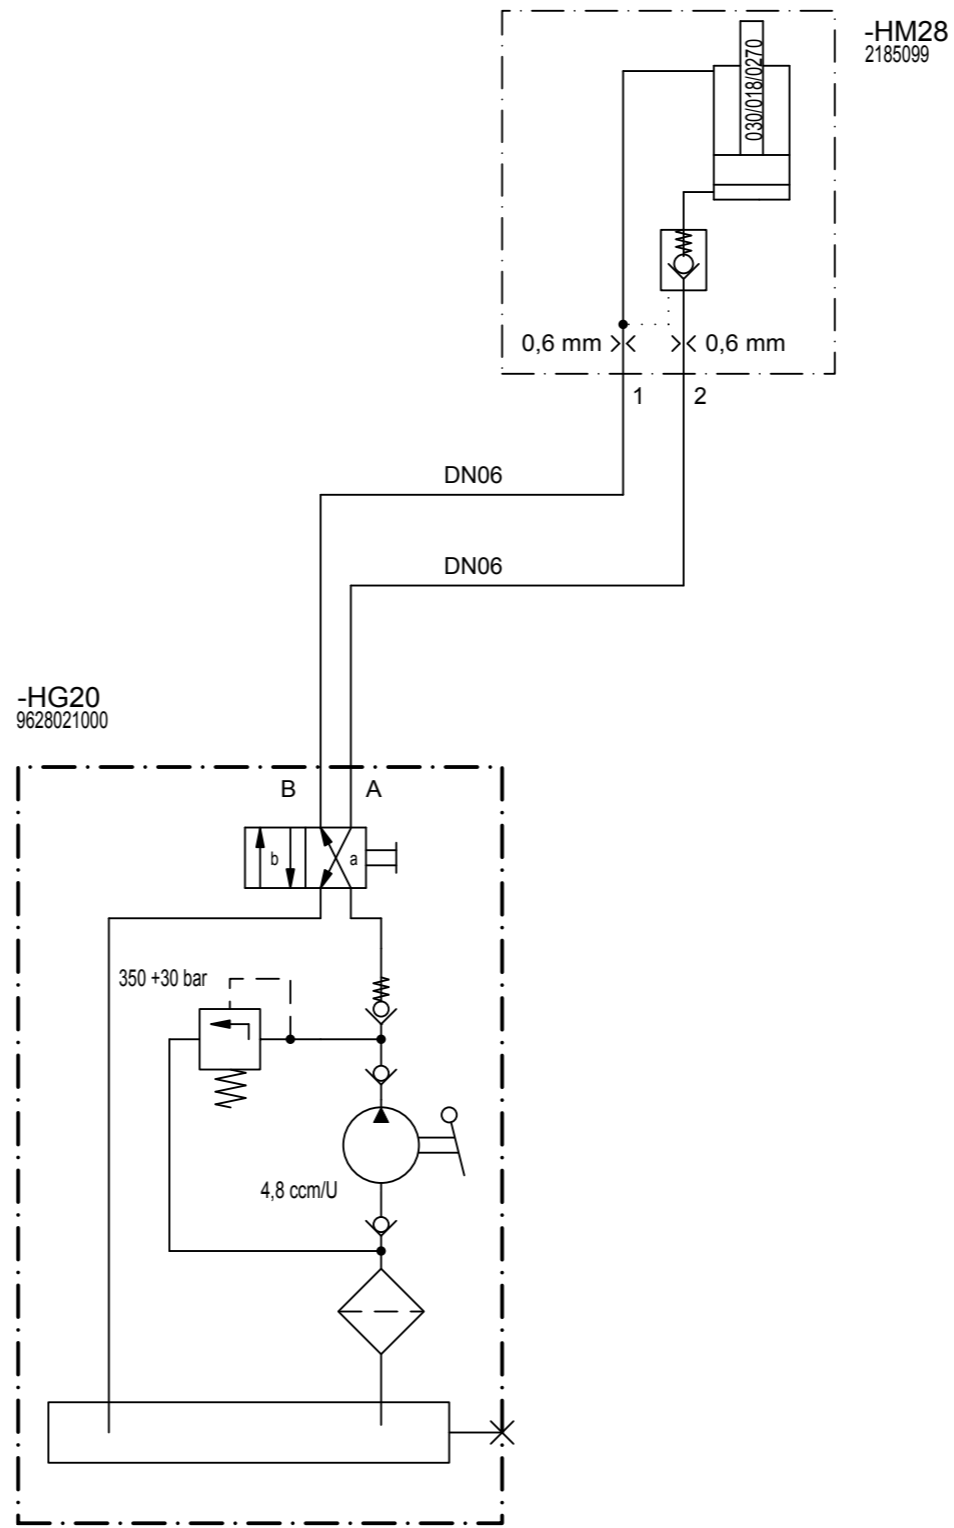 -HM28
2185099
030/018/0270
0,6 mm
0,6 mm
1
2
DN06
DN06
-HG20
9628021000
B
A
b
a
350 +30 bar
4,8 ccm/U